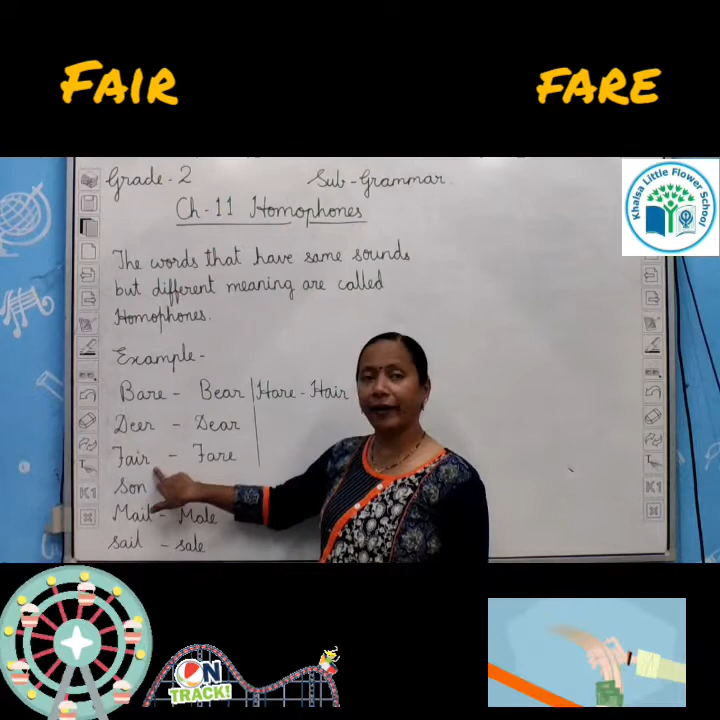 FAIR FARE
Grade - 2 Sub - Grammar.
Khalsa Little Flower School
Ch - 11 Homophones
The words that have same sounds
but different meaning are called
Homophones.
Example -
Bare - Bear Hare - Hair
Deer - Dear
Fair - Fare
Son
Mail - Male
Sail - sale
K1
ON
TRACK!